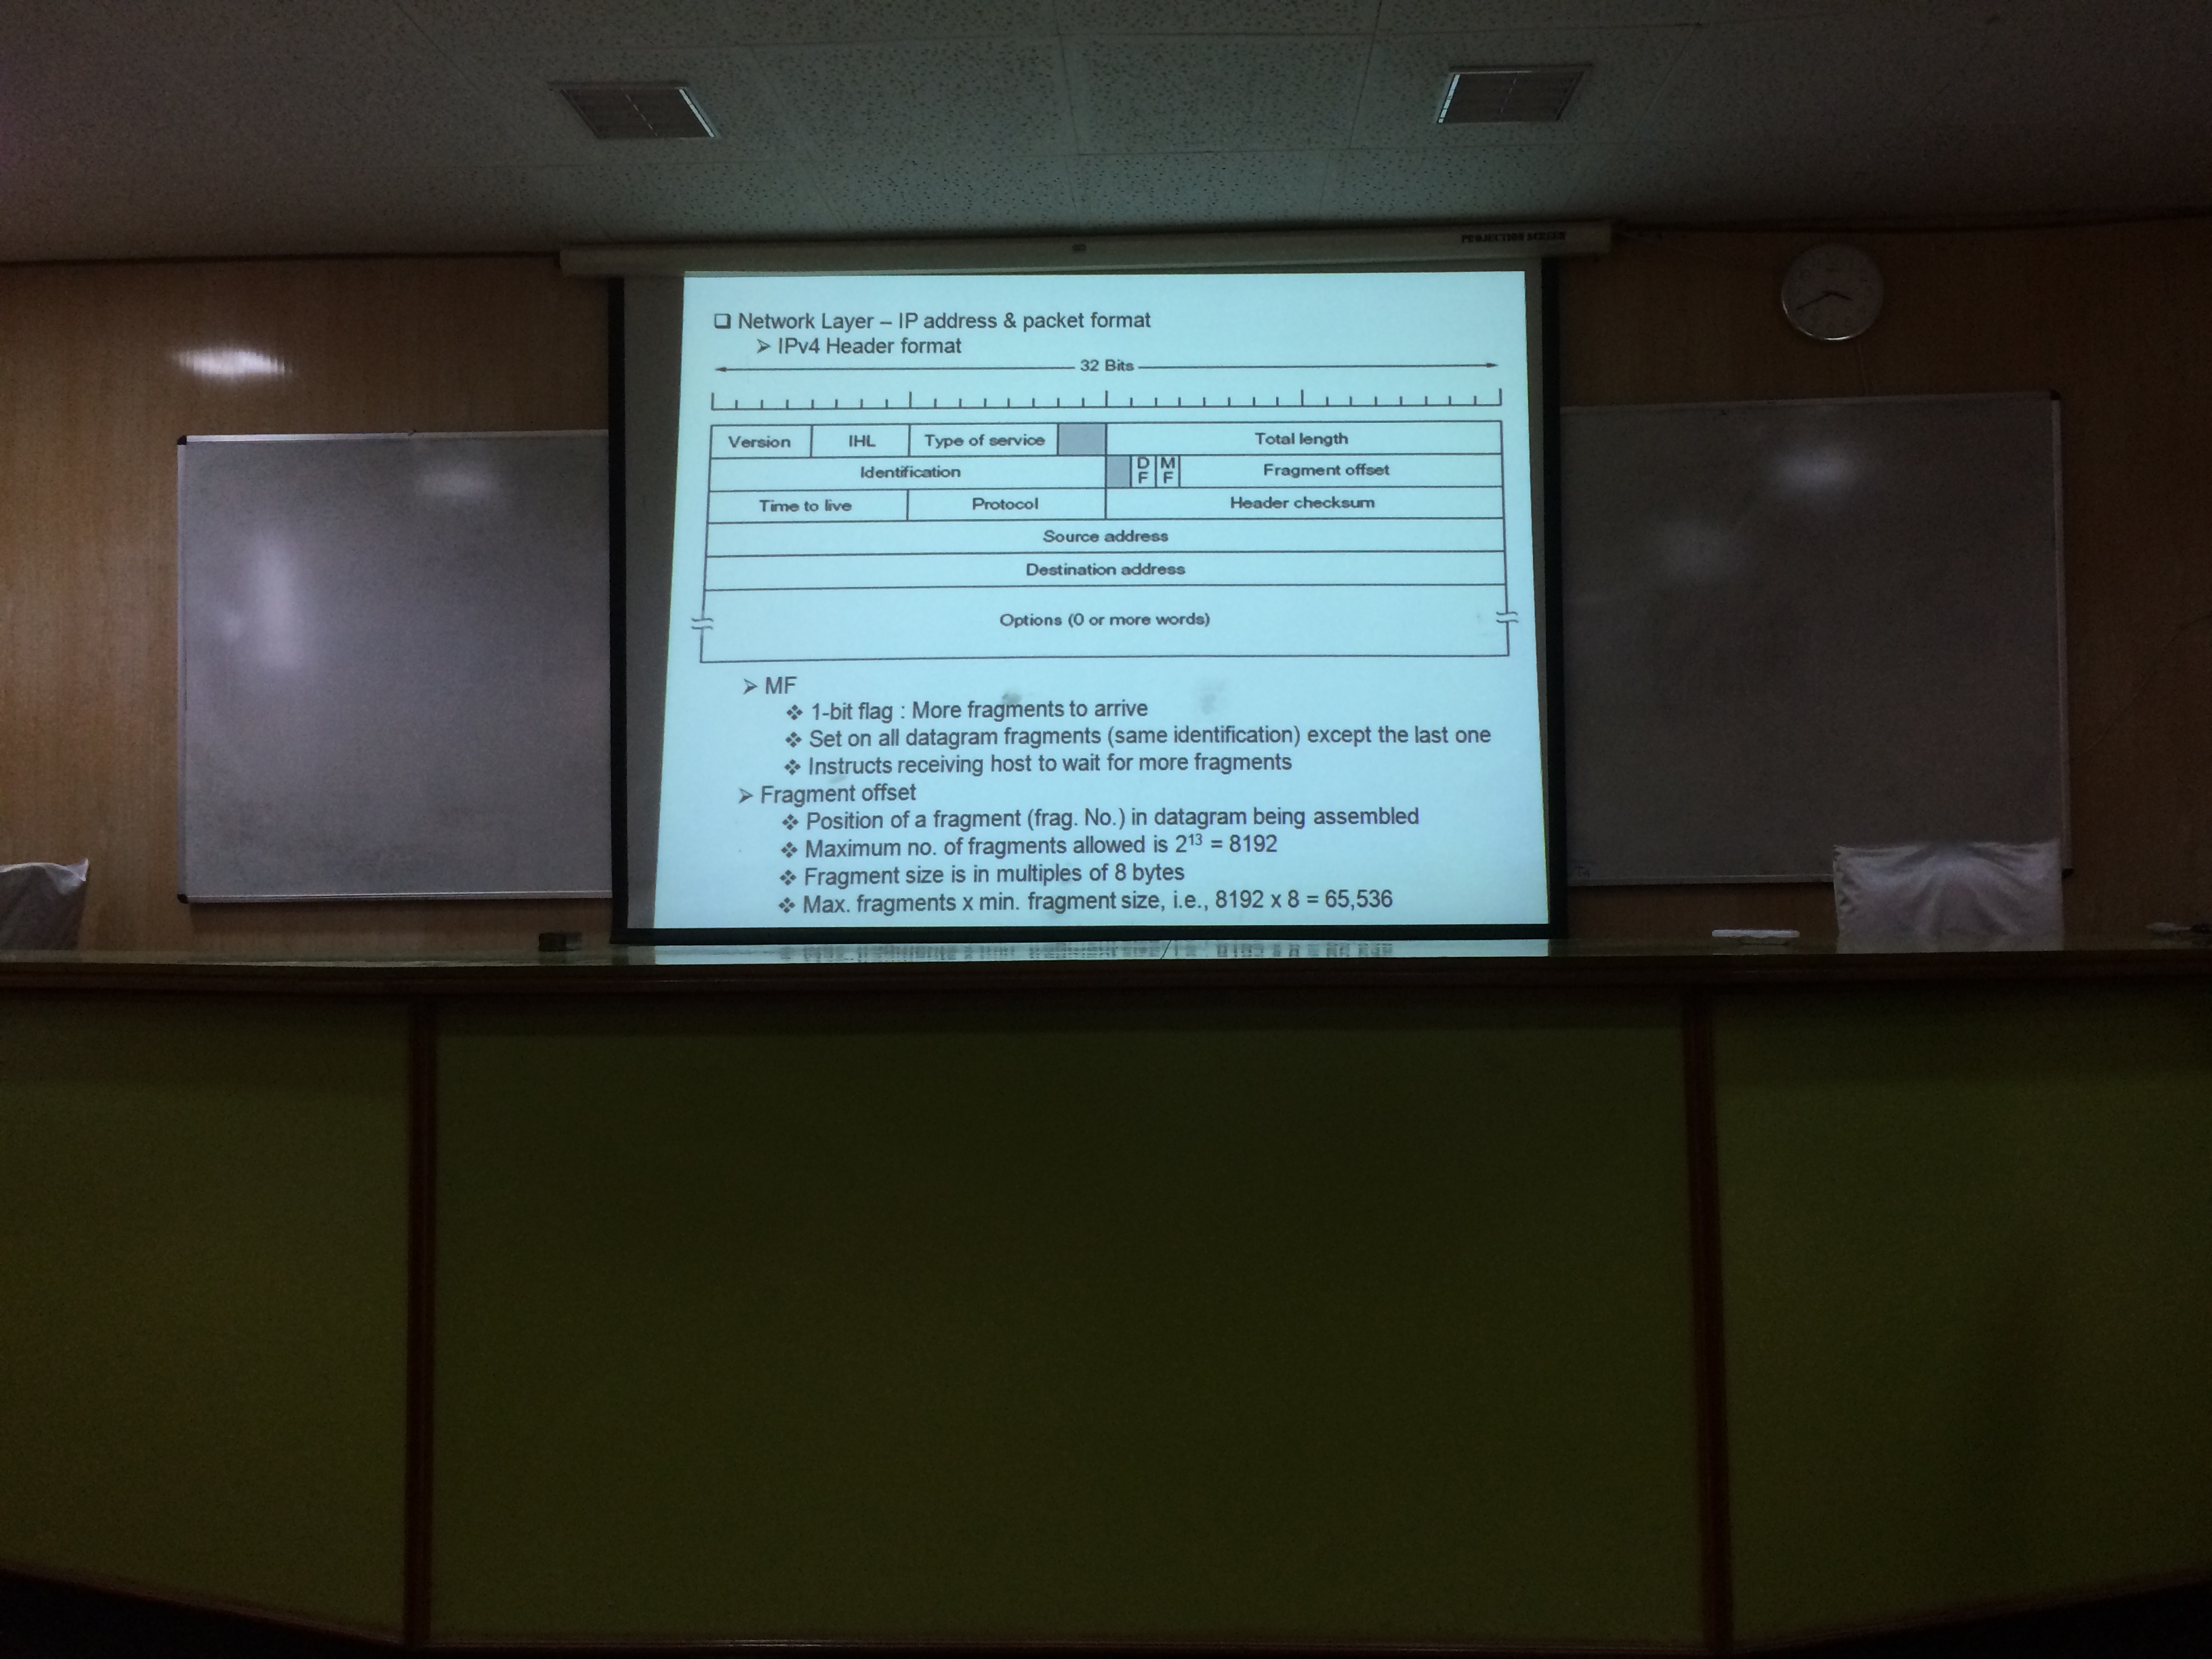 PROJECTION SCREEN
❑ Network Layer – IP address & packet format
➢ IPv4 Header format
32 Bits
Version IHL Type of service Total length
Identification DF MF Fragment offset
Time to live Protocol Header checksum
Source address
Destination address
Options (0 or more words)
➢ MF
❖ 1-bit flag : More fragments to arrive
❖ Set on all datagram fragments (same identification) except the last one
❖ Instructs receiving host to wait for more fragments
➢ Fragment offset
❖ Position of a fragment (frag. No.) in datagram being assembled
❖ Maximum no. of fragments allowed is 2¹³ = 8192
❖ Fragment size is in multiples of 8 bytes
❖ Max. fragments x min. fragment size, i.e., 8192 x 8 = 65,536